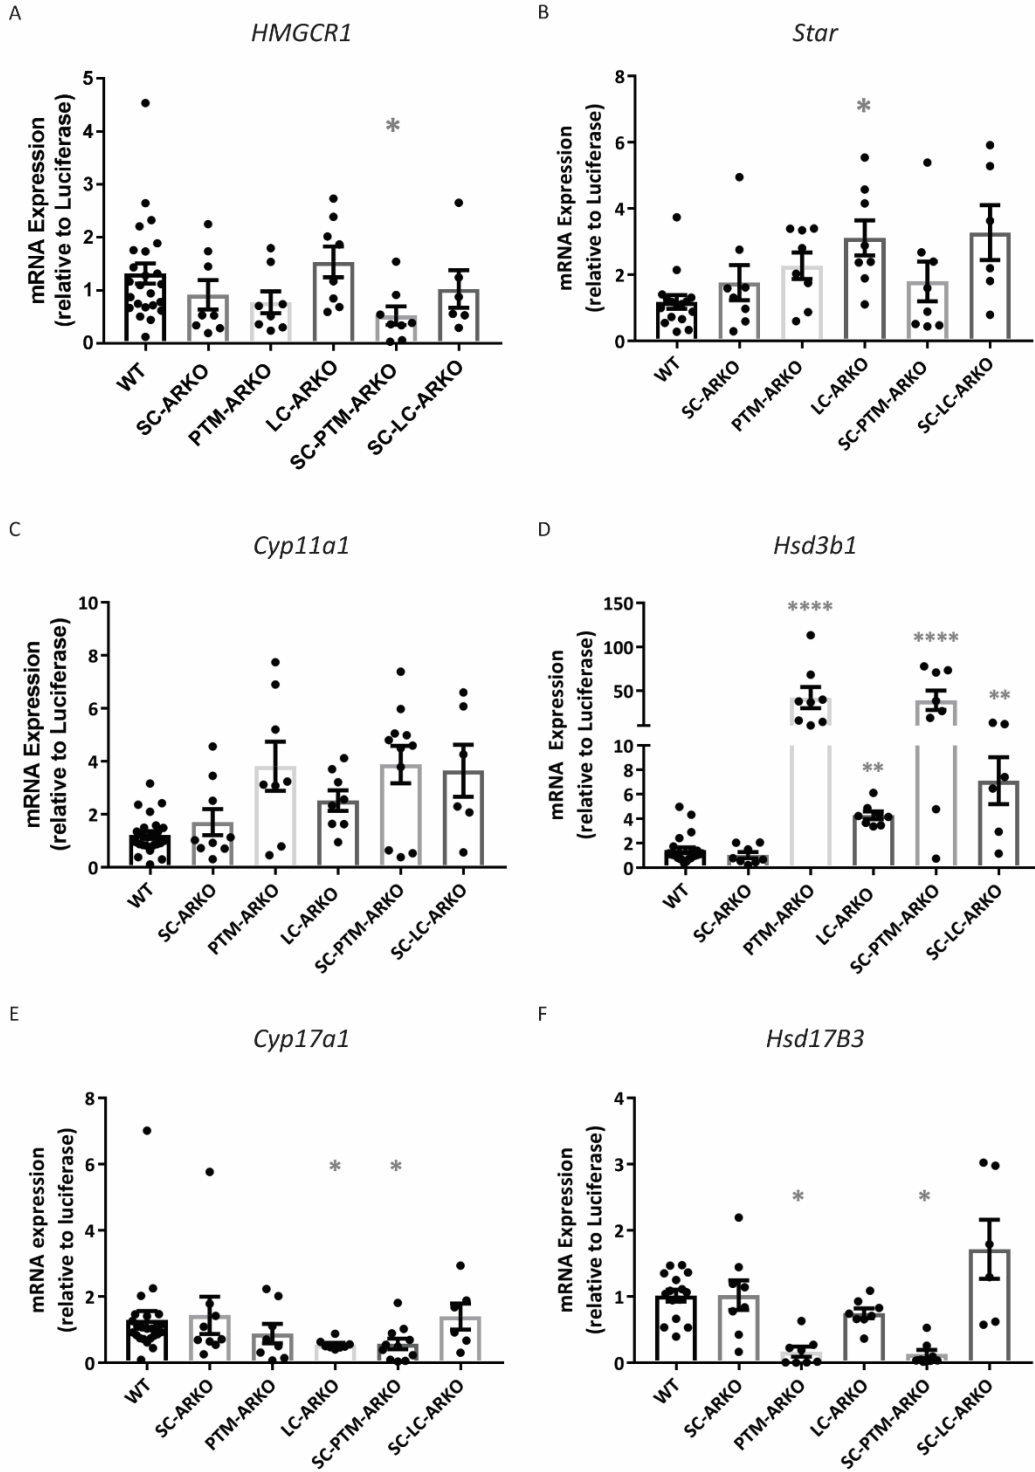 A
HMGCR1
mRNA Expression
(relative to Luciferase)
5
4
3
2
1
0
*
WT
SC-ARKO
PTM-ARKO
LC-ARKO
SC-PTM-ARKO
SC-LC-ARKO
B
Star
mRNA Expression
(relative to Luciferase)
8
6
4
2
0
*
WT
SC-ARKO
PTM-ARKO
LC-ARKO
SC-PTM-ARKO
SC-LC-ARKO
C
Cyp11a1
mRNA Expression
(relative to Luciferase)
10
8
6
4
2
0
WT
SC-ARKO
PTM-ARKO
LC-ARKO
SC-PTM-ARKO
SC-LC-ARKO
D
Hsd3b1
mRNA Expression
(relative to Luciferase)
150
100
50
10
8
6
4
2
0
****
**
****
**
WT
SC-ARKO
PTM-ARKO
LC-ARKO
SC-PTM-ARKO
SC-LC-ARKO
E
Cyp17a1
mRNA expression
(relative to luciferase)
8
6
4
2
0
*
*
WT
SC-ARKO
PTM-ARKO
LC-ARKO
SC-PTM-ARKO
SC-LC-ARKO
F
Hsd17B3
mRNA Expression
(relative to Luciferase)
4
3
2
1
0
*
*
WT
SC-ARKO
PTM-ARKO
LC-ARKO
SC-PTM-ARKO
SC-LC-ARKO